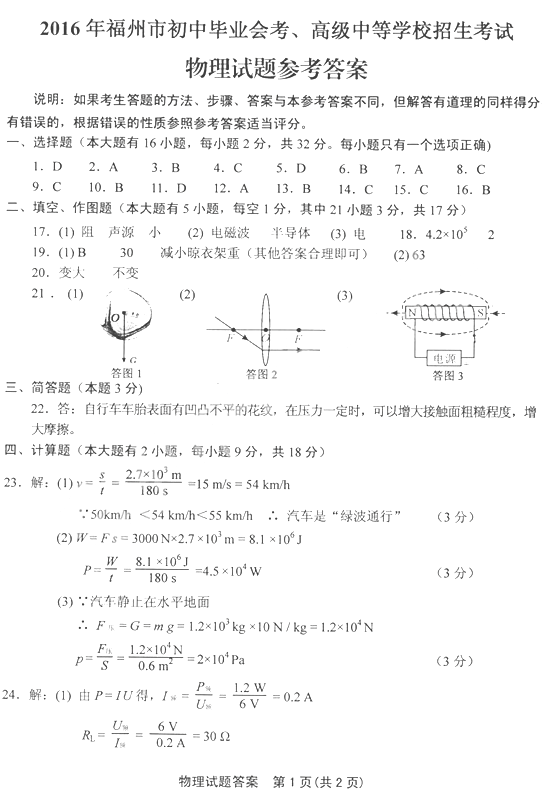 2016 年福州市初中毕业会考、高级中等学校招生考试
物理试题参考答案
说明：如果考生答题的方法、步骤、答案与本参考答案不同，但解答有道理的同样得分
有错误的，根据错误的性质参照参考答案适当评分。
一、选择题（本大题有 16 小题，每小题 2 分，共 32 分。每小题只有一个选项正确)
1. D 2. A 3. B 4. C 5. D 6. B 7. A 8. C
9. C 10. B 11. D 12. A 13. B 14. C 15. C 16. B
二、填空、作图题（本大题有 5 小题，每空 1 分，其中 21 小题 3 分，共 17 分）
17. (1) 阻 声源 小 (2) 电磁波 半导体 (3) 电 18. 4.2×10⁵ 2
19. (1) B 30 减小晾衣架重（其他答案合理即可） (2) 63
20. 变大 不变
21. (1) (2) (3)
O
G
F O F
N S
电源
答图 1 答图 2 答图 3
三、简答题（本题 3 分)
22. 答：自行车车胎表面有凹凸不平的花纹，在压力一定时，可以增大接触面粗糙程度，增
大摩擦。
四、计算题（本大题有 2 小题，每小题 9 分，共 18 分）
23. 解：(1) v = s/t = 2.7×10³ m / 180 s =15 m/s = 54 km/h
∵50km/h ＜54 km/h＜55 km/h ∴ 汽车是“绿波通行” （3 分）
(2) W = F s = 3000 N×2.7 ×10³ m = 8.1 ×10⁶ J
P = W/t = 8.1 ×10⁶ J / 180 s =4.5 ×10⁴ W （3 分）
(3) ∵汽车静止在水平地面
∴ F压 = G = m g = 1.2×10³ kg ×10 N / kg = 1.2×10⁴ N
p = F压/S = 1.2×10⁴ N / 0.6 m² = 2×10⁴ Pa （3 分）
24. 解：(1) 由 P = I U 得，I额 = P额/U额 = 1.2 W / 6 V = 0.2 A
R_L = U额/I额 = 6 V / 0.2 A = 30 Ω
物理试题答案 第 1 页(共 2 页)